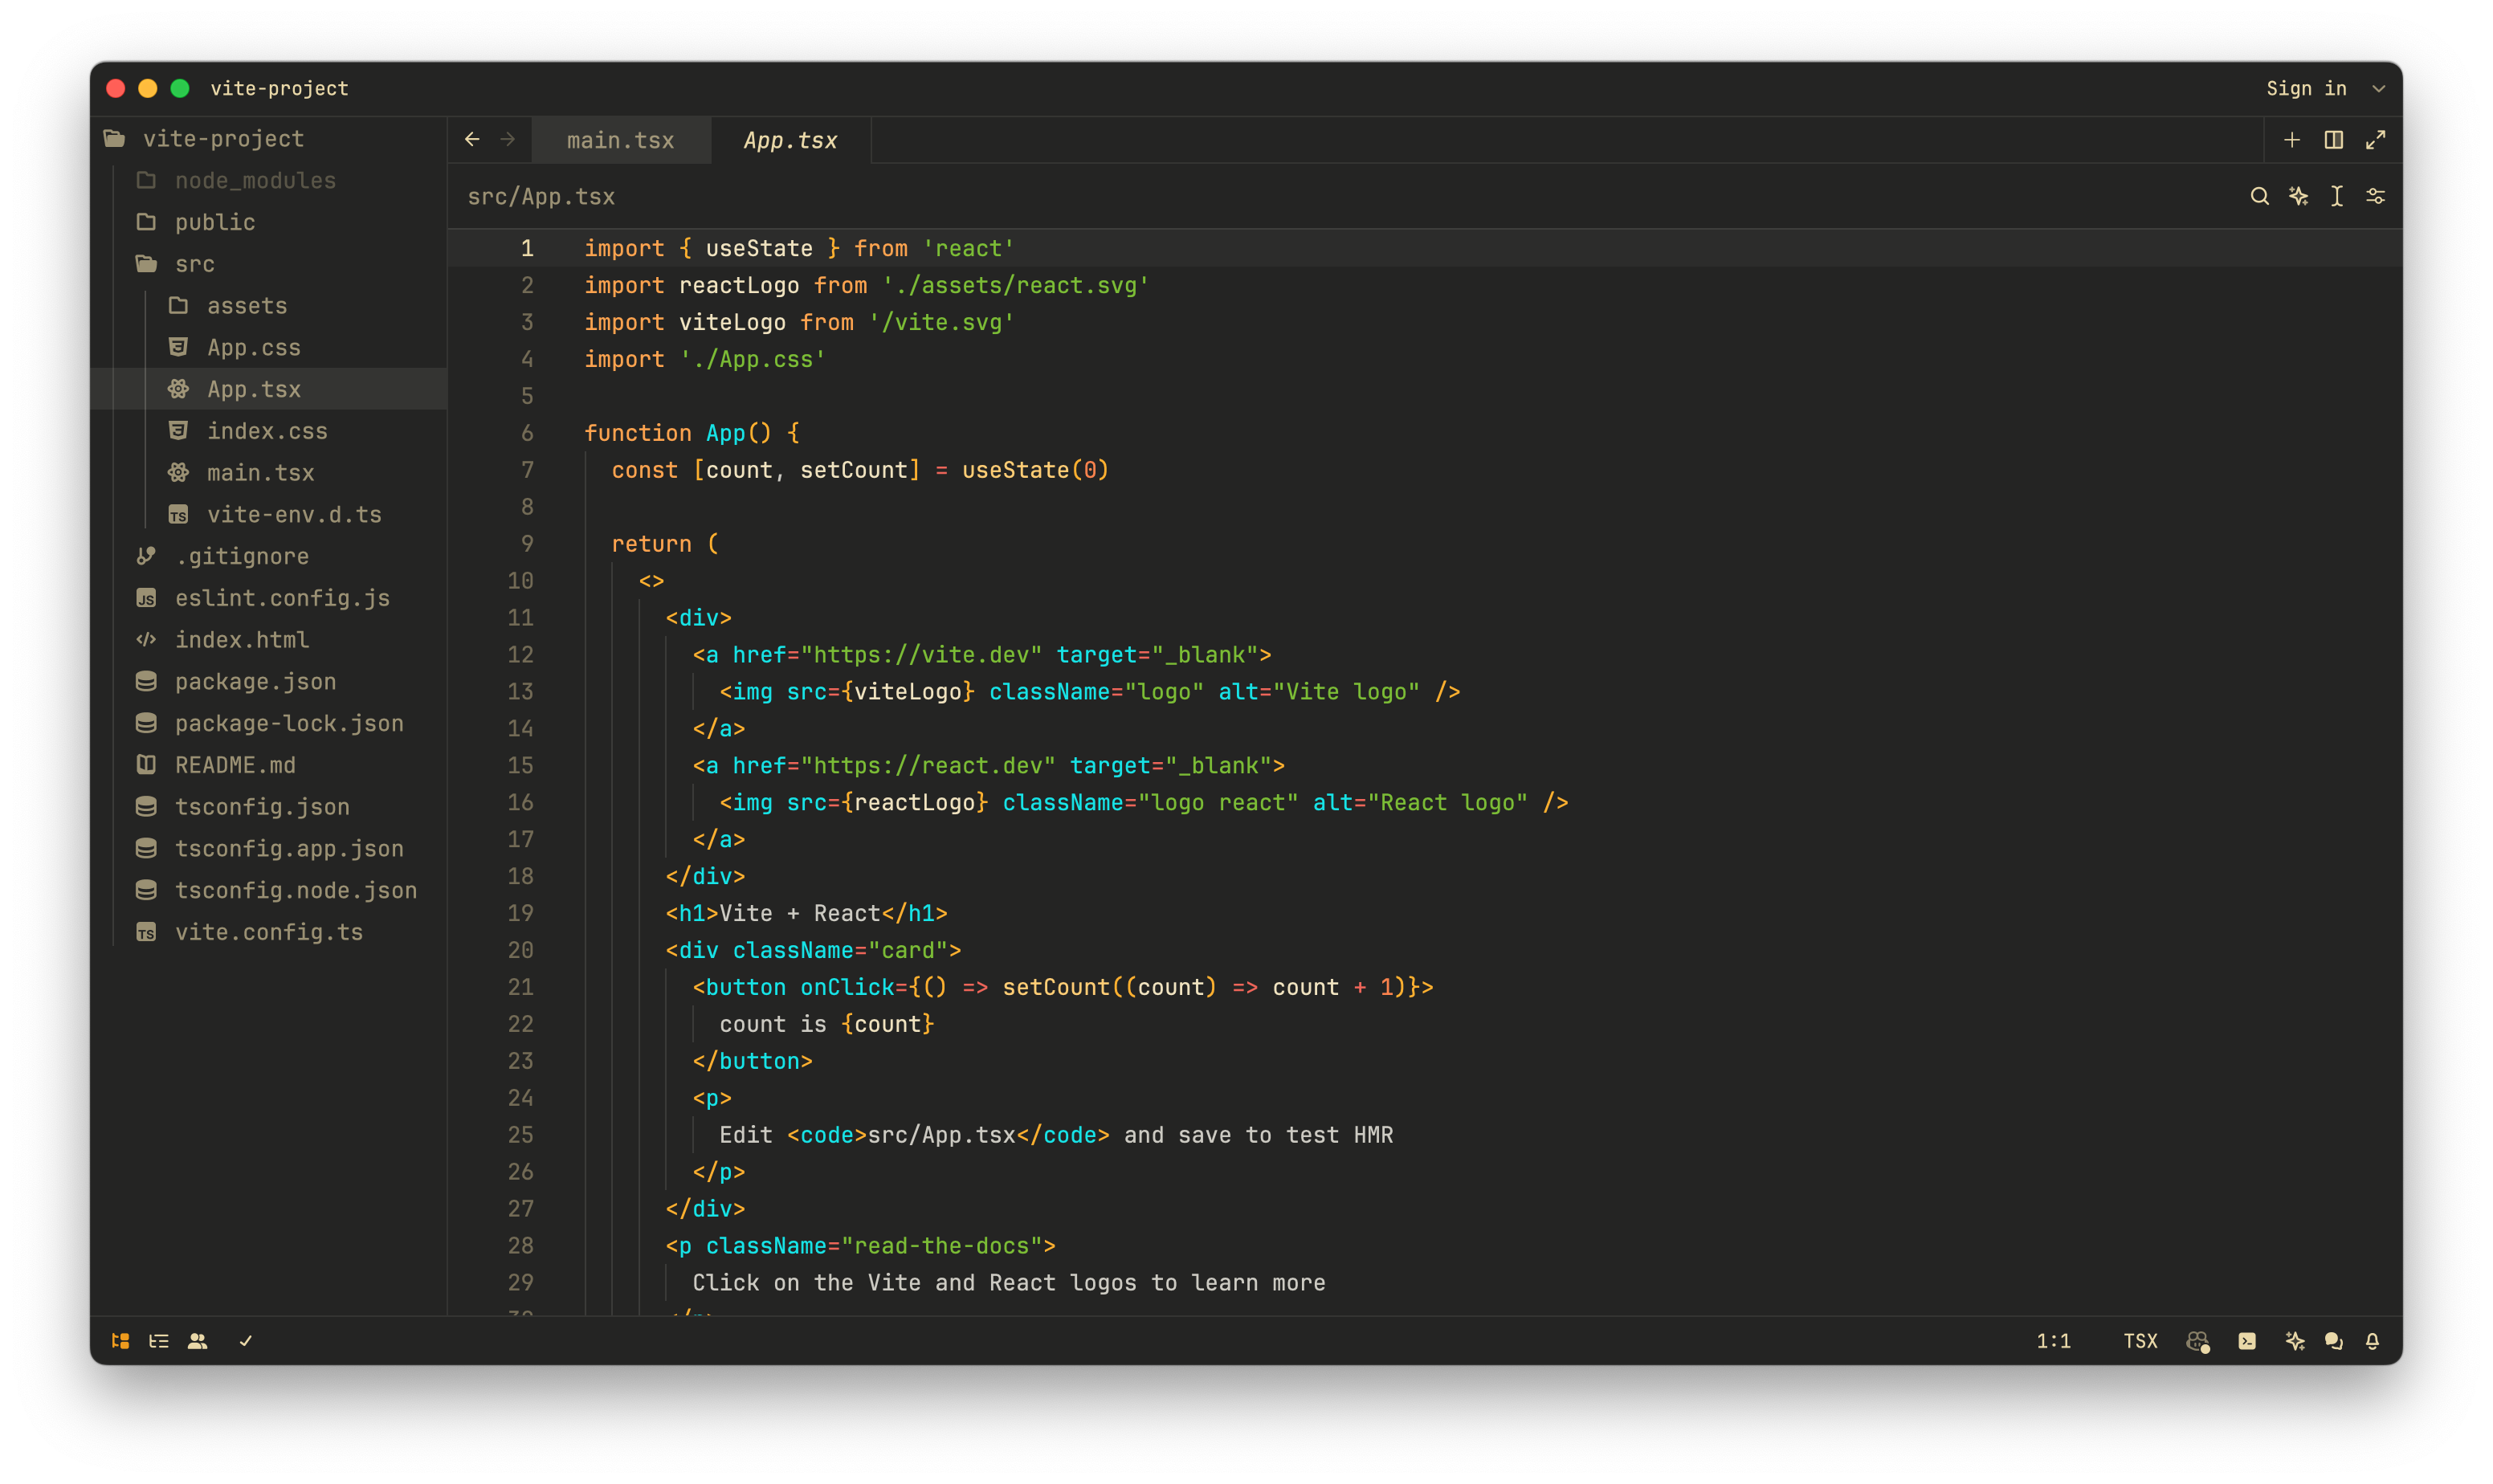 vite-project
Sign in
vite-project
node_modules
public
src
assets
App.css
App.tsx
index.css
main.tsx
vite-env.d.ts
.gitignore
eslint.config.js
index.html
package.json
package-lock.json
README.md
tsconfig.json
tsconfig.app.json
tsconfig.node.json
vite.config.ts
main.tsx
App.tsx
src/App.tsx
1 import { useState } from 'react'
2 import reactLogo from './assets/react.svg'
3 import viteLogo from '/vite.svg'
4 import './App.css'
5
6 function App() {
7   const [count, setCount] = useState(0)
8
9   return (
10     <>
11       <div>
12         <a href="https://vite.dev" target="_blank">
13           <img src={viteLogo} className="logo" alt="Vite logo" />
14         </a>
15         <a href="https://react.dev" target="_blank">
16           <img src={reactLogo} className="logo react" alt="React logo" />
17         </a>
18       </div>
19       <h1>Vite + React</h1>
20       <div className="card">
21         <button onClick={() => setCount((count) => count + 1)}>
22           count is {count}
23         </button>
24         <p>
25           Edit <code>src/App.tsx</code> and save to test HMR
26         </p>
27       </div>
28       <p className="read-the-docs">
29         Click on the Vite and React logos to learn more
1:1
TSX